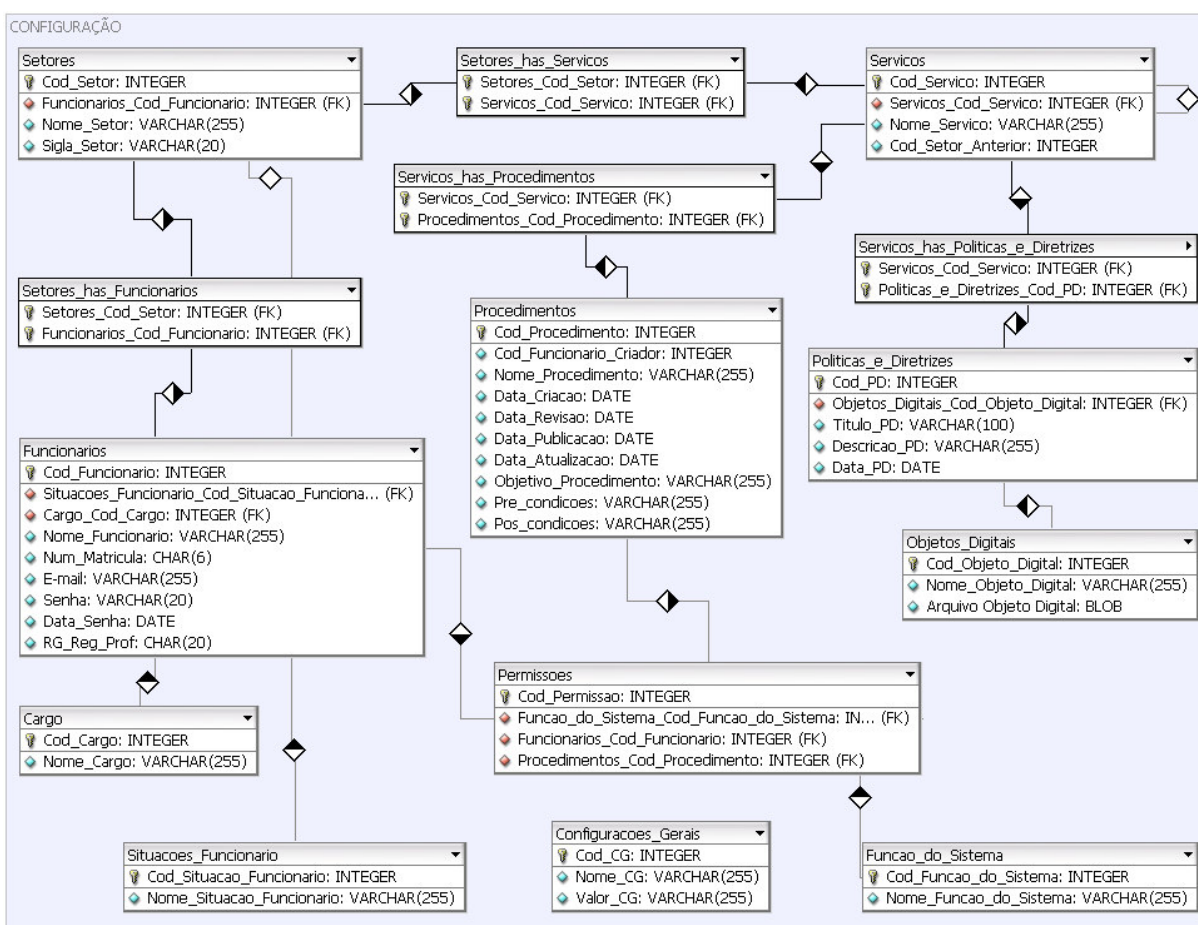 CONFIGURAÇÃO
Setores
Cod_Setor: INTEGER
Funcionarios_Cod_Funcionario: INTEGER (FK)
Nome_Setor: VARCHAR(255)
Sigla_Setor: VARCHAR(20)
Setores_has_Servicos
Setores_Cod_Setor: INTEGER (FK)
Servicos_Cod_Servico: INTEGER (FK)
Servicos
Cod_Servico: INTEGER
Servicos_Cod_Servico: INTEGER (FK)
Nome_Servico: VARCHAR(255)
Cod_Setor_Anterior: INTEGER
Servicos_has_Procedimentos
Servicos_Cod_Servico: INTEGER (FK)
Procedimentos_Cod_Procedimento: INTEGER (FK)
Servicos_has_Politicas_e_Diretrizes
Servicos_Cod_Servico: INTEGER (FK)
Politicas_e_Diretrizes_Cod_PD: INTEGER (FK)
Setores_has_Funcionarios
Setores_Cod_Setor: INTEGER (FK)
Funcionarios_Cod_Funcionario: INTEGER (FK)
Procedimentos
Cod_Procedimento: INTEGER
Cod_Funcionario_Criador: INTEGER
Nome_Procedimento: VARCHAR(255)
Data_Criacao: DATE
Data_Revisao: DATE
Data_Publicacao: DATE
Data_Atualizacao: DATE
Objetivo_Procedimento: VARCHAR(255)
Pre_condicoes: VARCHAR(255)
Pos_condicoes: VARCHAR(255)
Politicas_e_Diretrizes
Cod_PD: INTEGER
Objetos_Digitais_Cod_Objeto_Digital: INTEGER (FK)
Titulo_PD: VARCHAR(100)
Descricao_PD: VARCHAR(255)
Data_PD: DATE
Funcionarios
Cod_Funcionario: INTEGER
Situacoes_Funcionario_Cod_Situacao_Funciona... (FK)
Cargo_Cod_Cargo: INTEGER (FK)
Nome_Funcionario: VARCHAR(255)
Num_Matricula: CHAR(6)
E-mail: VARCHAR(255)
Senha: VARCHAR(20)
Data_Senha: DATE
RG_Reg_Prof: CHAR(20)
Objetos_Digitais
Cod_Objeto_Digital: INTEGER
Nome_Objeto_Digital: VARCHAR(255)
Arquivo Objeto Digital: BLOB
Permissoes
Cod_Permissao: INTEGER
Funcao_do_Sistema_Cod_Funcao_do_Sistema: IN... (FK)
Funcionarios_Cod_Funcionario: INTEGER (FK)
Procedimentos_Cod_Procedimento: INTEGER (FK)
Cargo
Cod_Cargo: INTEGER
Nome_Cargo: VARCHAR(255)
Situacoes_Funcionario
Cod_Situacao_Funcionario: INTEGER
Nome_Situacao_Funcionario: VARCHAR(255)
Configuracoes_Gerais
Cod_CG: INTEGER
Nome_CG: VARCHAR(255)
Valor_CG: VARCHAR(255)
Funcao_do_Sistema
Cod_Funcao_do_Sistema: INTEGER
Nome_Funcao_do_Sistema: VARCHAR(255)